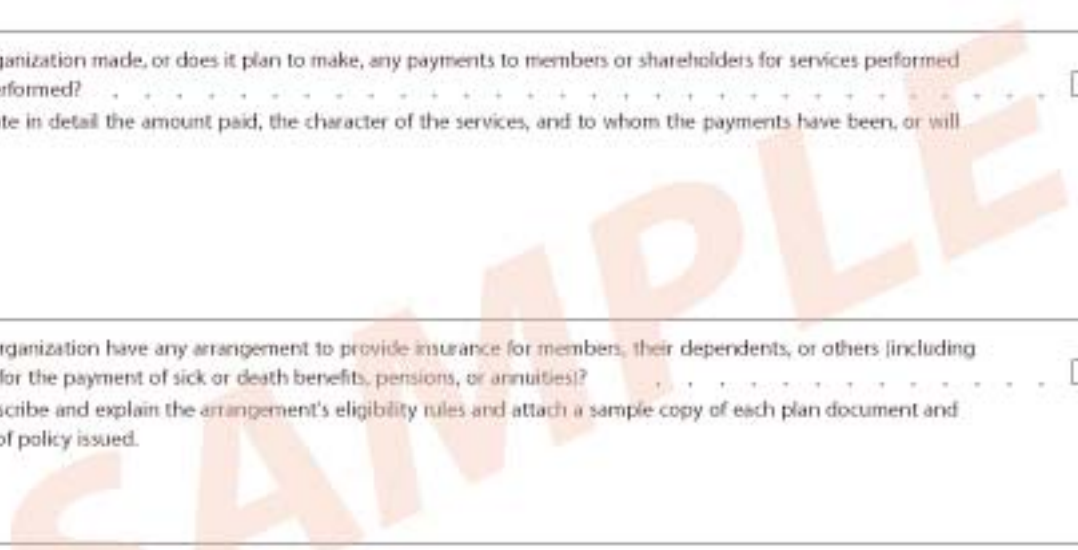 ganization made, or does it plan to make, any payments to members or shareholders for services performed
rformed? . . . . . . . . . . . . . . . . . . . . . . . . . . . . . .
te in detail the amount paid, the character of the services, and to whom the payments have been, or will
rganization have any arrangement to provide insurance for members, their dependents, or others (including
for the payment of sick or death benefits, pensions, or annuities)? . . . . . . . . . . . . .
scribe and explain the arrangement's eligibility rules and attach a sample copy of each plan document and
of policy issued.
SAMPLE